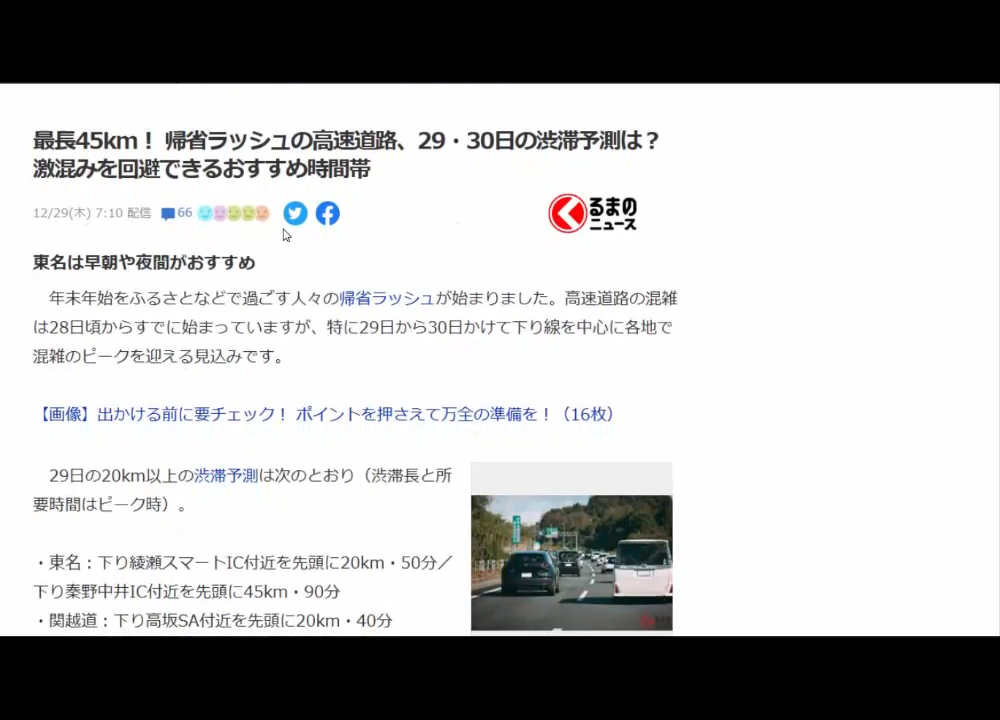 最長45km！ 帰省ラッシュの高速道路、29・30日の渋滞予測は？
激混みを回避できるおすすめ時間帯
12/29(木) 7:10 配信 66
くるまのニュース
東名は早朝や夜間がおすすめ
年末年始をふるさとなどで過ごす人々の帰省ラッシュが始まりました。高速道路の混雑
は28日頃からすでに始まっていますが、特に29日から30日かけて下り線を中心に各地で
混雑のピークを迎える見込みです。
【画像】出かける前に要チェック！ ポイントを押さえて万全の準備を！（16枚）
29日の20km以上の渋滞予測は次のとおり（渋滞長と所
要時間はピーク時）。
・東名：下り綾瀬スマートIC付近を先頭に20km・50分／
下り秦野中井IC付近を先頭に45km・90分
・関越道：下り高坂SA付近を先頭に20km・40分